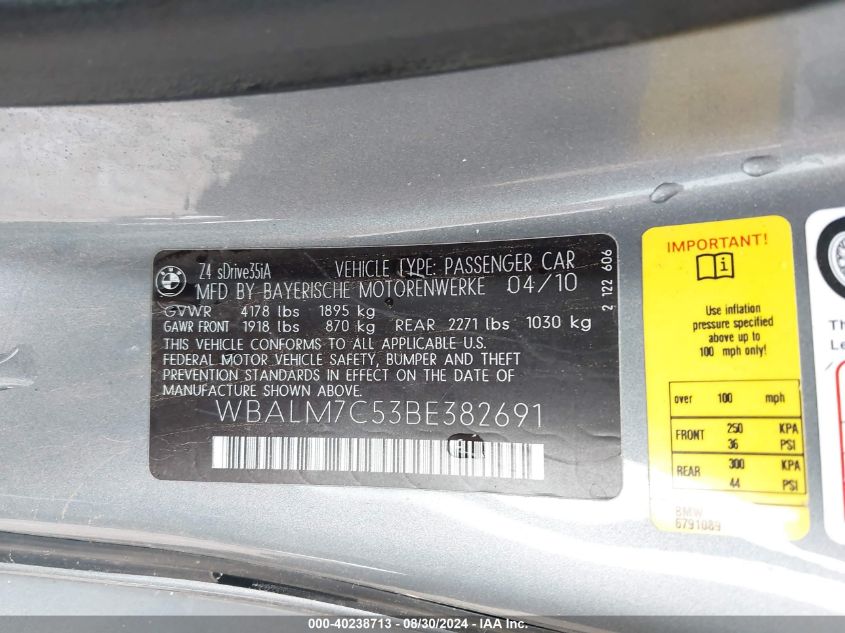 Z4 sDrive35iA VEHICLE TYPE: PASSENGER CAR
MFD BY BAYERISCHE MOTORENWERKE 04/10
GVWR 4178 lbs 1895 kg
GAWR FRONT 1918 lbs 870 kg REAR 2271 lbs 1030 kg
THIS VEHICLE CONFORMS TO ALL APPLICABLE U.S.
FEDERAL MOTOR VEHICLE SAFETY, BUMPER AND THEFT
PREVENTION STANDARDS IN EFFECT ON THE DATE OF
MANUFACTURE SHOWN ABOVE.
WBALM7C53BE382691
2 122 606
IMPORTANT!
Use inflation
pressure specified
above up to
100 mph only!
over 100 mph
FRONT 250 KPA
36 PSI
REAR 300 KPA
44 PSI
BMW
6791089
Th
Le
000-40238713 - 08/30/2024 - IAA Inc.